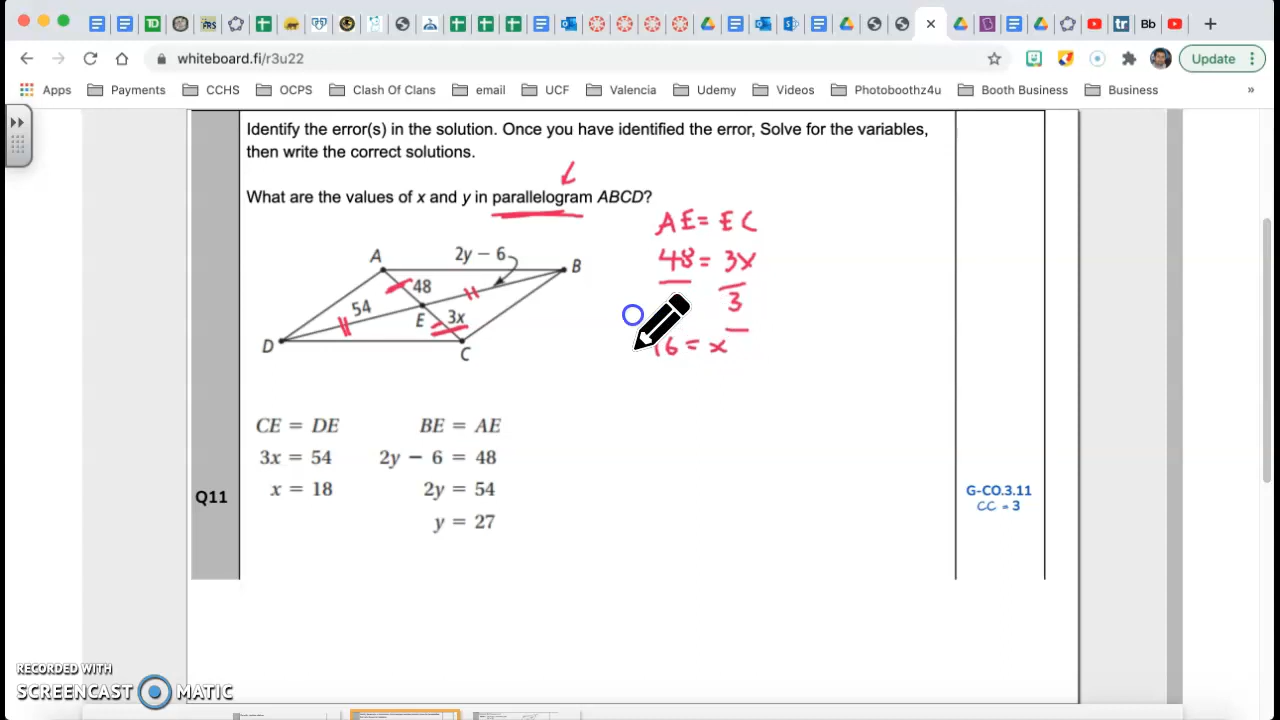 whiteboard.fi/r3u22
Update
Apps Payments CCHS OCPS Clash Of Clans email UCF Valencia Udemy Videos Photoboothz4u Booth Business Business »
Identify the error(s) in the solution. Once you have identified the error, Solve for the variables,
then write the correct solutions.
What are the values of x and y in parallelogram ABCD?
AE = EC
48 = 3x
3
16 = x
A 2y − 6 B
48
54
E 3x
D C
CE = DE BE = AE
3x = 54 2y − 6 = 48
x = 18 2y = 54
y = 27
Q11
G-CO.3.11
CC = 3
RECORDED WITH
SCREENCAST MATIC